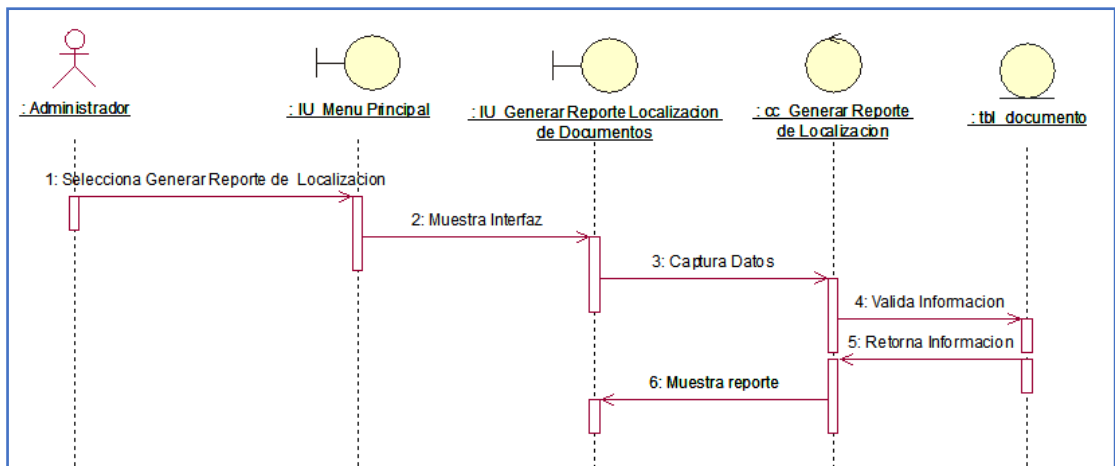 : Administrador
: IU_Menu Principal
: IU_Generar Reporte Localizacion
de Documentos
: cc_Generar Reporte
de Localizacion
: tbl_documento
1: Selecciona Generar Reporte de Localizacion
2: Muestra Interfaz
3: Captura Datos
4: Valida Informacion
5: Retorna Informacion
6: Muestra reporte